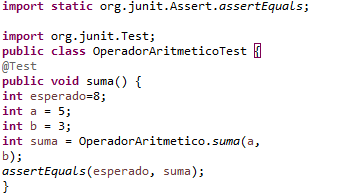 import static org.junit.Assert.assertEquals;
import org.junit.Test;
public class OperadorAritmeticoTest {
@Test
public void suma() {
int esperado=8;
int a = 5;
int b = 3;
int suma = OperadorAritmetico.suma(a,
b);
assertEquals(esperado, suma);
}